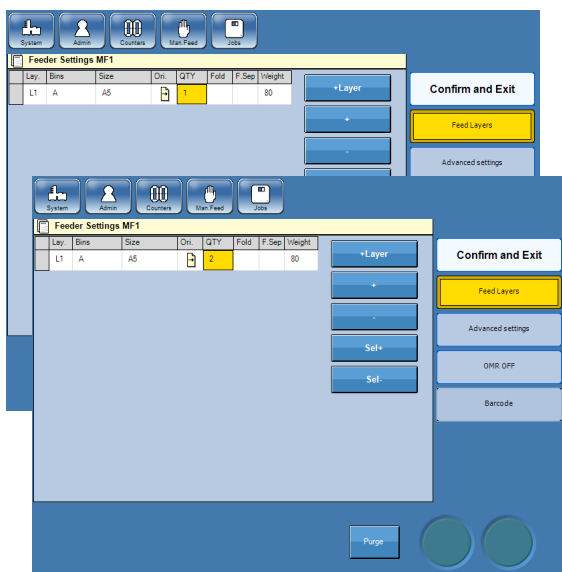 System Admin Counters Man.Feed Jobs
Feeder Settings MF1
Lay. Bins Size Ori. QTY Fold F.Sep Weight
L1 A A5 1 80
+Layer
+
-
Confirm and Exit
Feed Layers
Advanced settings
System Admin Counters Man.Feed Jobs
Feeder Settings MF1
Lay. Bins Size Ori. QTY Fold F.Sep Weight
L1 A A5 2 80
+Layer
+
-
Sel+
Sel-
Confirm and Exit
Feed Layers
Advanced settings
OMR OFF
Barcode
Purge